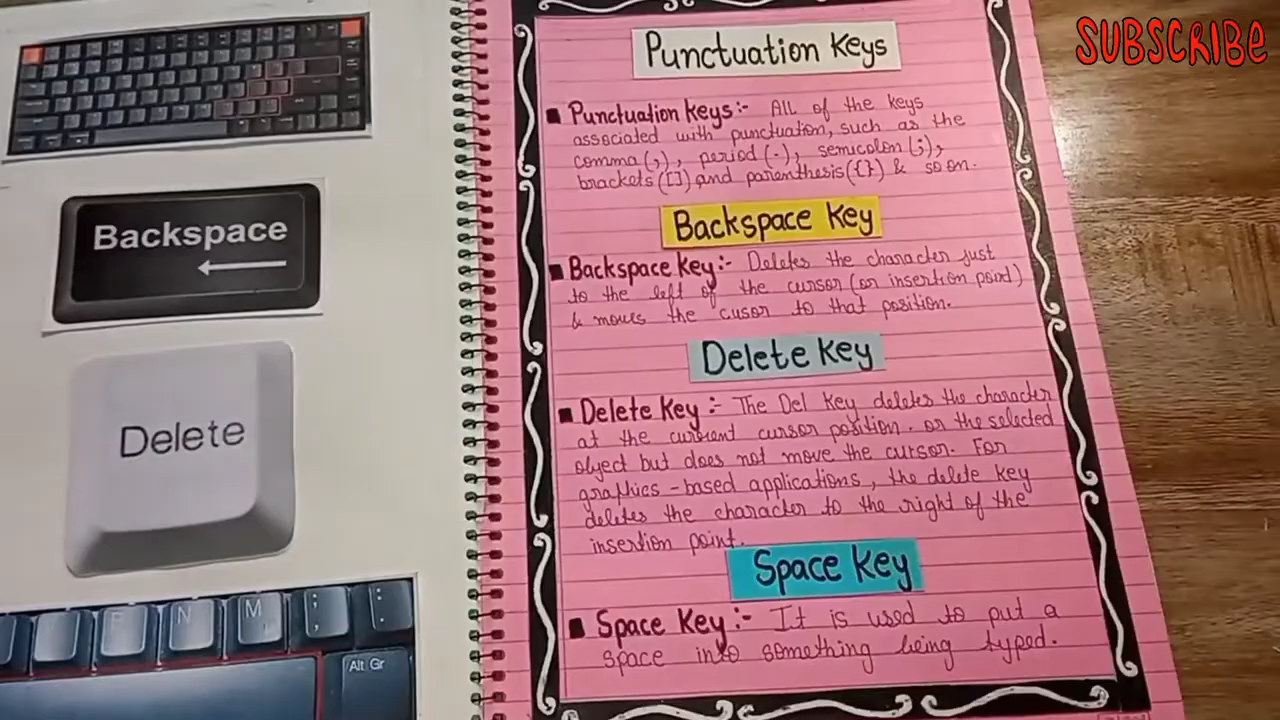 SUBSCRIBE
Backspace
Delete
N M ; :
Alt Gr
Punctuation Keys
Punctuation Keys:- All of the keys
associated with punctuation, such as the
comma(,), period(.), semicolon(;),
brackets([]) and parenthesis({}) & so on.
Backspace Key
Backspace Key:- Deletes the character just
to the left of the cursor (or insertion point)
& moves the cusor to that position.
Delete Key
Delete Key:- The Del Key deletes the character
at the current cursor position. or the selected
object but does not move the cursor. For
graphics-based applications, the delete key
deletes the character to the right of the
insertion point.
Space Key
Space Key:- It is used to put a
space into something being typed.